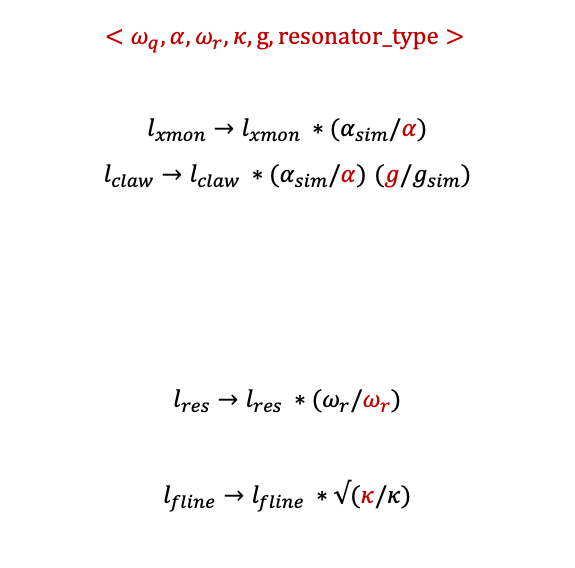 < ω_q, α, ω_r, κ, g, resonator_type >
l_xmon → l_xmon * (α_sim/α)
l_claw → l_claw * (α_sim/α) (g/g_sim)
l_res → l_res * (ω_r/ω_r)
l_fline → l_fline * √(κ/κ)